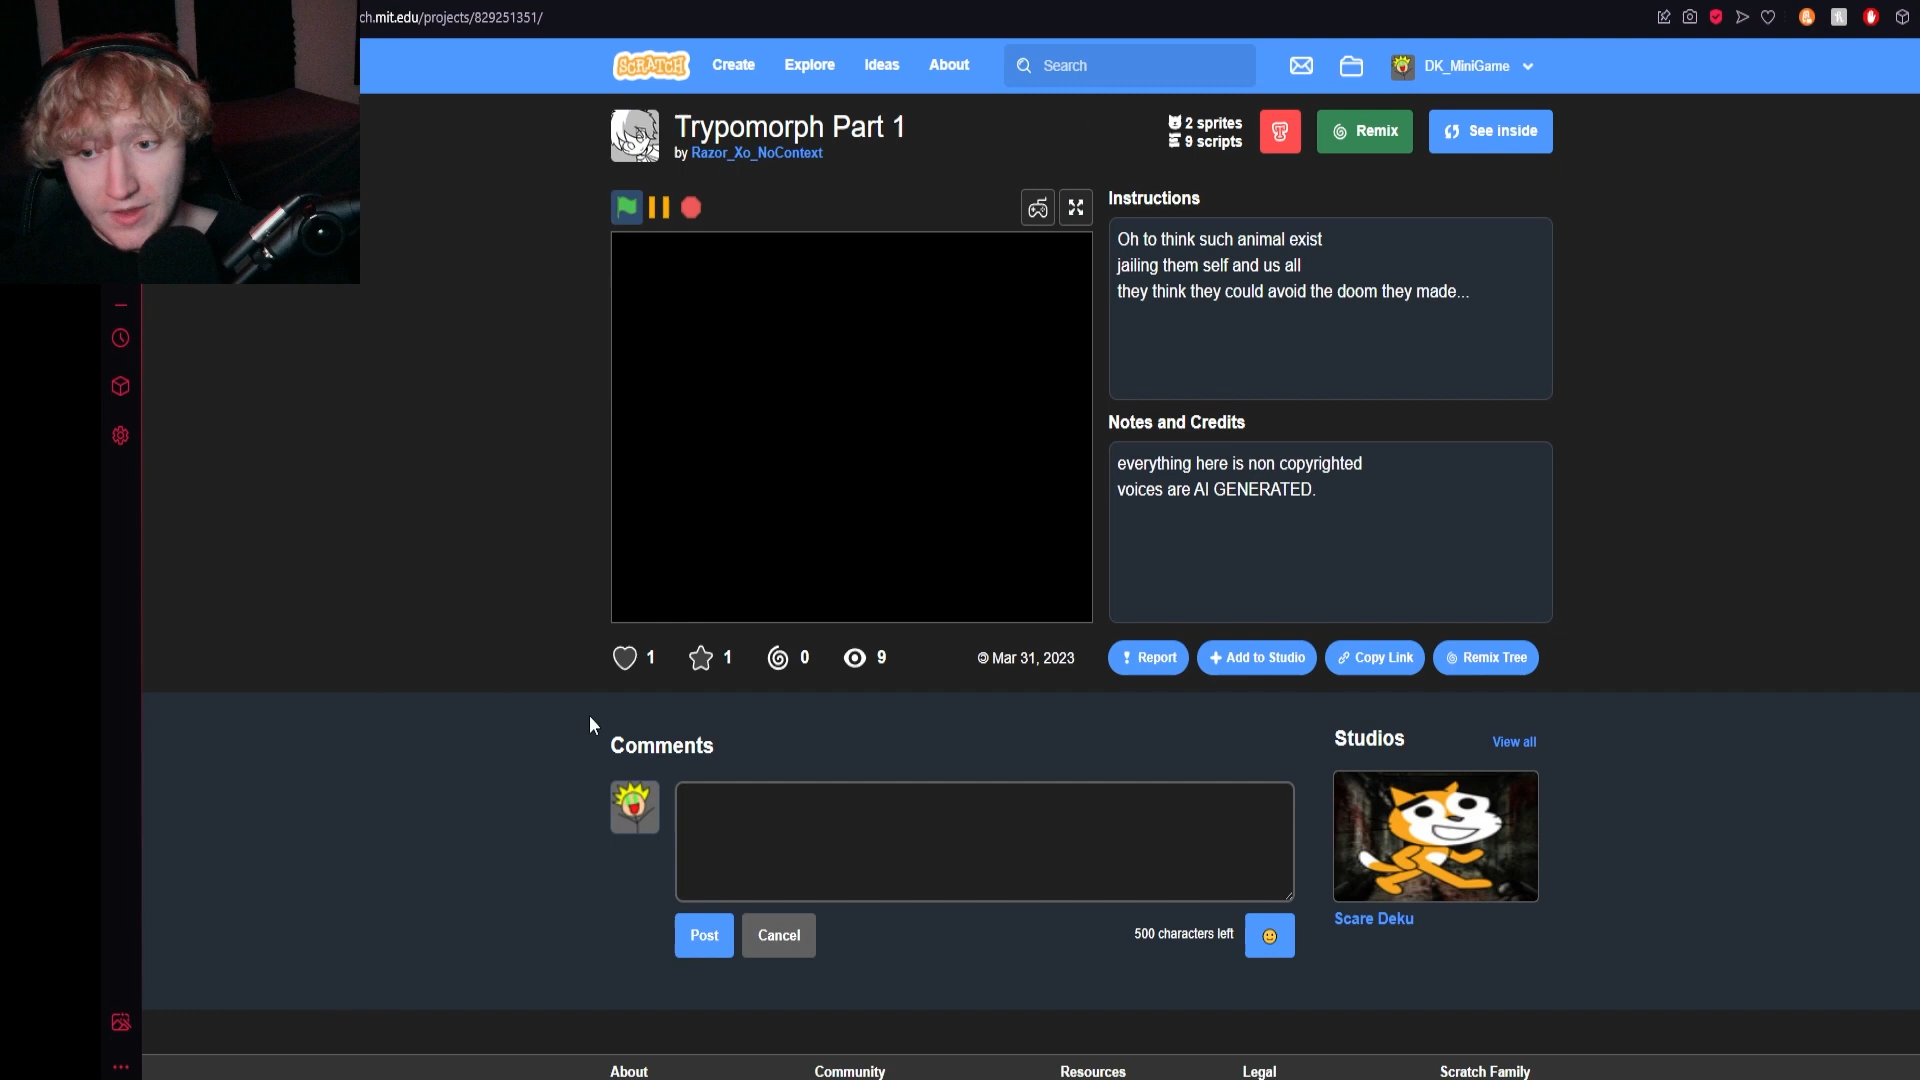 ch.mit.edu/projects/829251351/
SCRATCH
Create
Explore
Ideas
About
Search
DK_MiniGame
Trypomorph Part 1
by Razor_Xo_NoContext
2 sprites
9 scripts
Remix
See inside
Instructions
Oh to think such animal exist
jailing them self and us all
they think they could avoid the doom they made...
Notes and Credits
everything here is non copyrighted
voices are AI GENERATED.
1
1
0
9
© Mar 31, 2023
Report
Add to Studio
Copy Link
Remix Tree
Comments
Studios
View all
Post
Cancel
500 characters left
Scare Deku
About
Community
Resources
Legal
Scratch Family